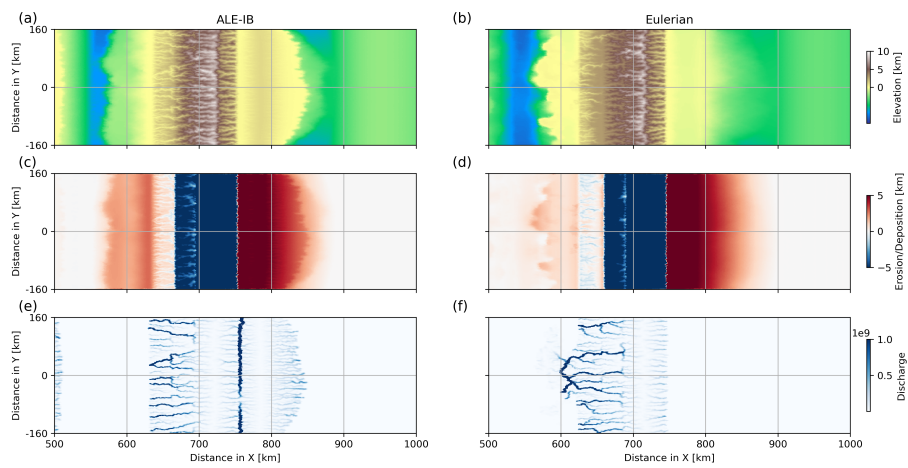 (a)
ALE-IB
(b)
Eulerian
160
0
-160
Distance in Y [km]
10
5
0
Elevation [km]
(c)
(d)
160
0
-160
Distance in Y [km]
5
0
−5
Erosion/Deposition [km]
(e)
(f)
160
0
-160
Distance in Y [km]
500
600
700
800
900
1000
Distance in X [km]
500
600
700
800
900
1000
Distance in X [km]
1e9
1.0
0.5
Discharge